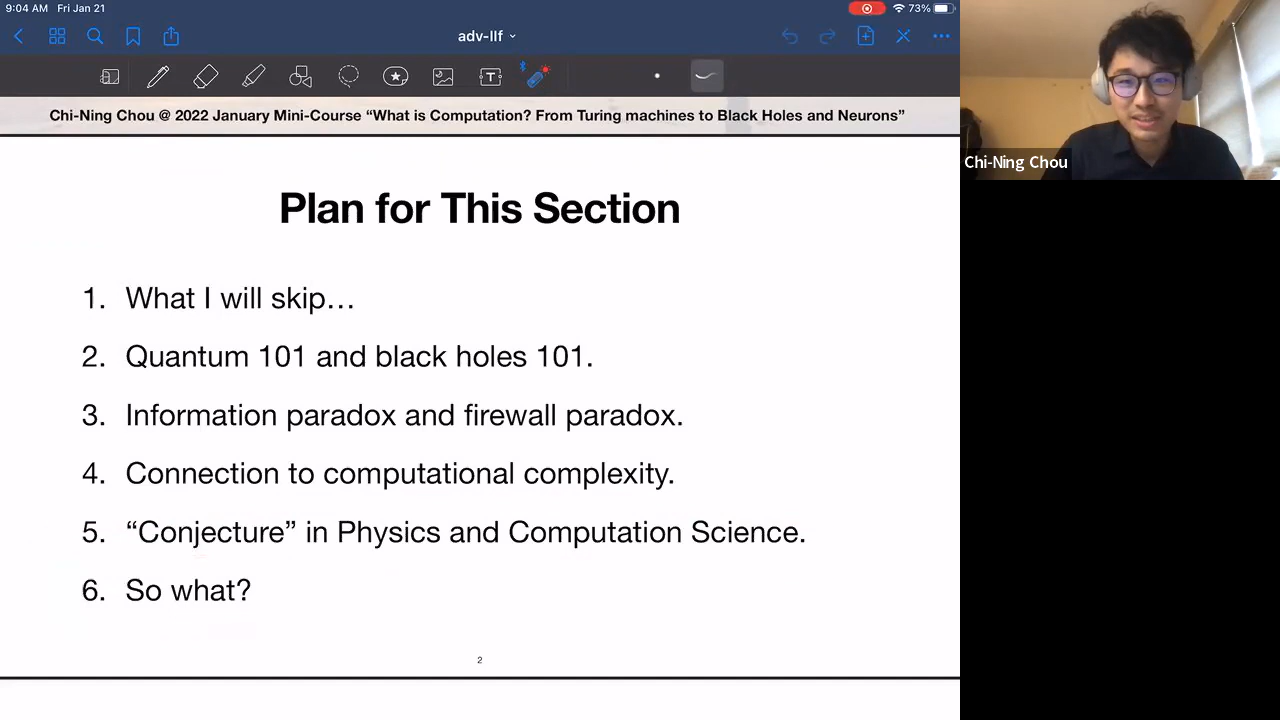 9:04 AM Fri Jan 21
73%
adv-llf
T
Chi-Ning Chou @ 2022 January Mini-Course “What is Computation? From Turing machines to Black Holes and Neurons”
Plan for This Section
1. What I will skip…
2. Quantum 101 and black holes 101.
3. Information paradox and firewall paradox.
4. Connection to computational complexity.
5. “Conjecture” in Physics and Computation Science.
6. So what?
2
Chi-Ning Chou